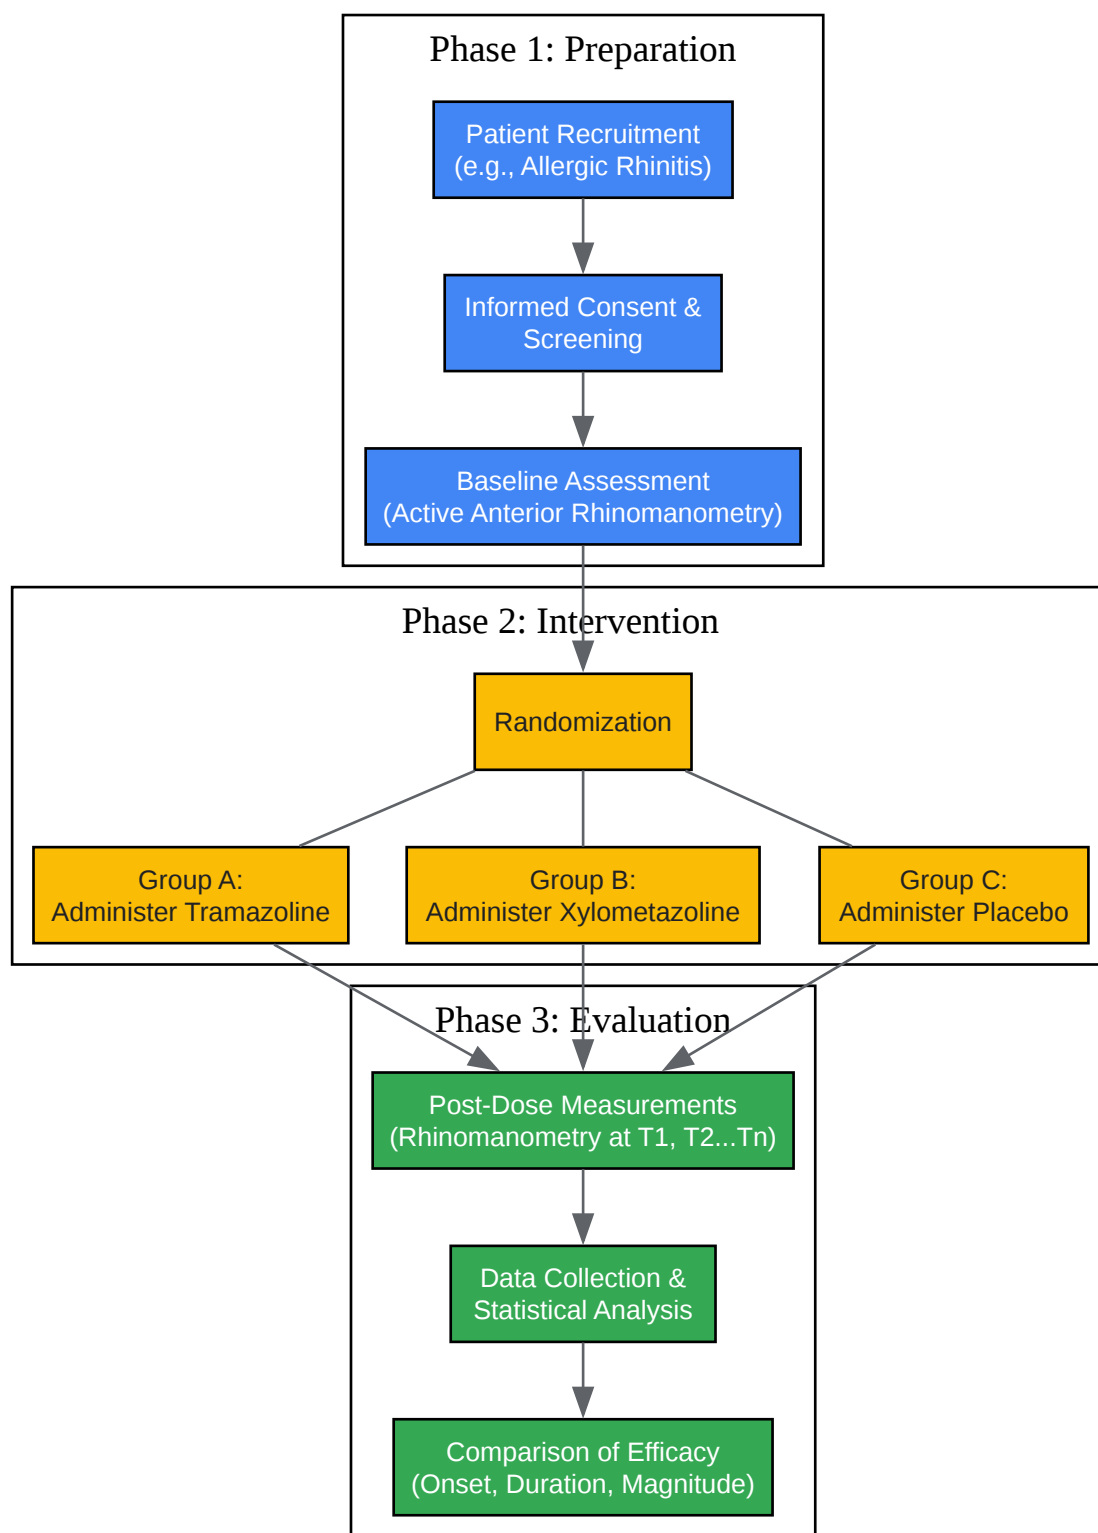 Phase 1: Preparation
Patient Recruitment
(e.g., Allergic Rhinitis)
Informed Consent &
Screening
Baseline Assessment
(Active Anterior Rhinomanometry)
Phase 2: Intervention
Randomization
Group A:
Administer Tramazoline
Group B:
Administer Xylometazoline
Group C:
Administer Placebo
Phase 3: Evaluation
Post-Dose Measurements
(Rhinomanometry at T1, T2...Tn)
Data Collection &
Statistical Analysis
Comparison of Efficacy
(Onset, Duration, Magnitude)